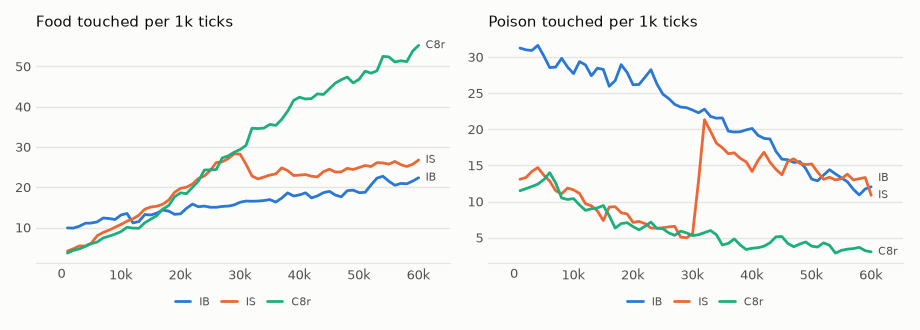 Food touched per 1k ticks
50
40
30
20
10
0 10k 20k 30k 40k 50k 60k
C8r
IS
IB
IB IS C8r
Poison touched per 1k ticks
30
25
20
15
10
5
0 10k 20k 30k 40k 50k 60k
IB
IS
C8r
IB IS C8r